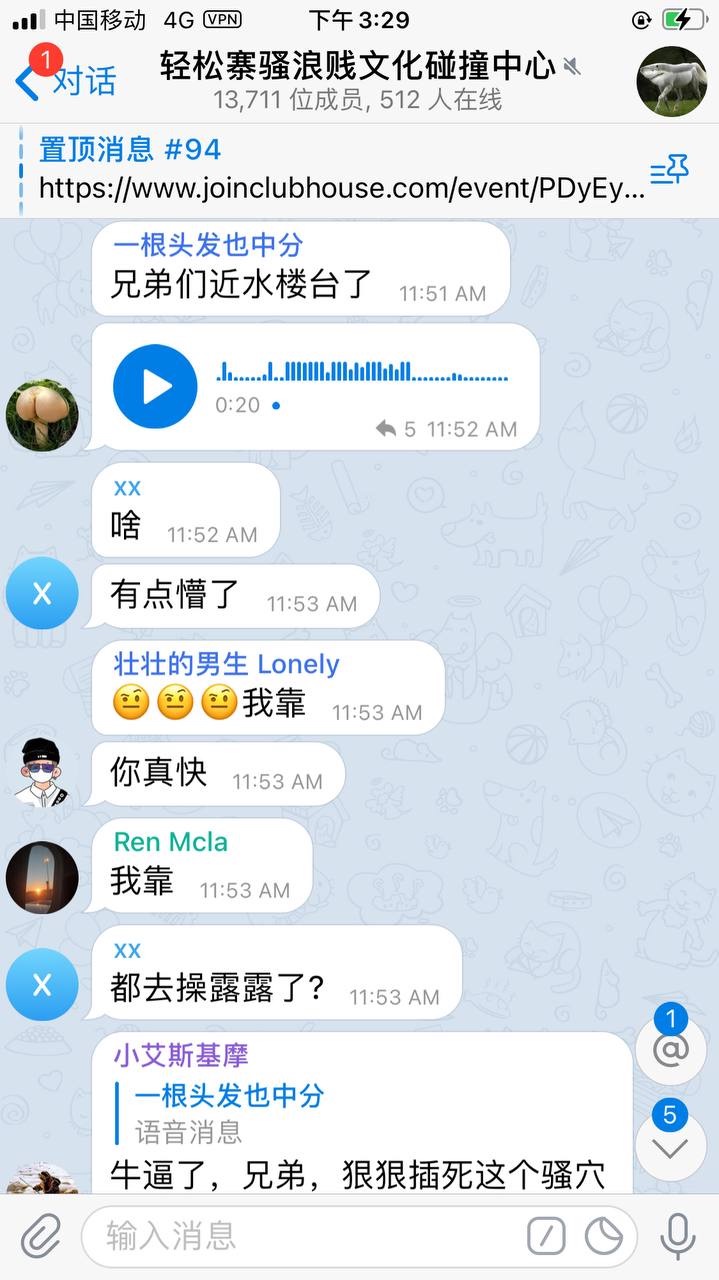 中国移动 4G VPN 下午3:29
1
对话
轻松寨骚浪贱文化碰撞中心
13,711 位成员, 512 人在线
置顶消息 #94
https://www.joinclubhouse.com/event/PDyEy...
一根头发也中分
兄弟们近水楼台了 11:51 AM
0:20
5 11:52 AM
xx
啥 11:52 AM
X
有点懵了 11:53 AM
壮壮的男生 Lonely
🤨🤨🤨我靠 11:53 AM
你真快 11:53 AM
Ren Mcla
我靠 11:53 AM
xx
X
都去操露露了? 11:53 AM
1
@
小艾斯基摩
一根头发也中分
语音消息
5
牛逼了，兄弟，狠狠插死这个骚穴
输入消息